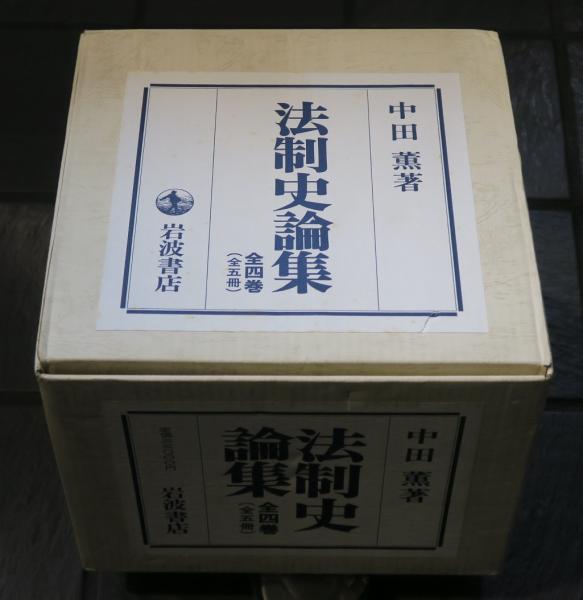 中田 薫著
法制史論集
全四巻
(全五冊)
岩波書店
中田 薫著
法制史
論集
全四巻
(全五冊)
岩波書店